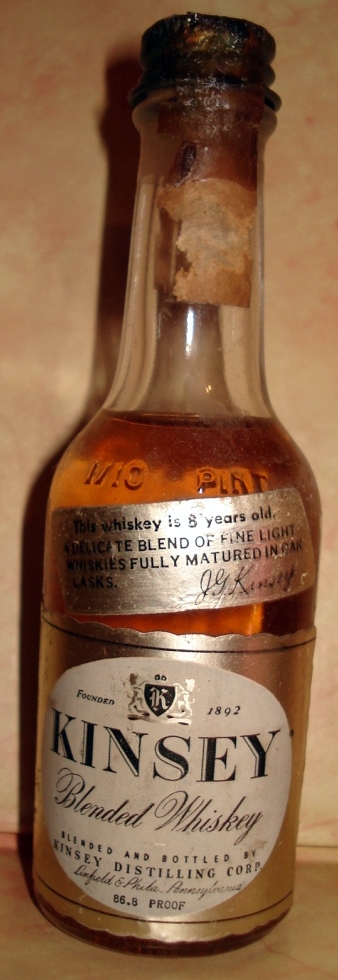 1/10 PINT
This whiskey is 8 years old.
A DELICATE BLEND OF FINE LIGHT
WHISKIES FULLY MATURED IN OAK
CASKS.
J.G. Kinsey
K
FOUNDED 1892
KINSEY
Blended Whiskey
BLENDED AND BOTTLED BY
KINSEY DISTILLING CORP.
Linfield & Phila. Pennsylvania
86.8 PROOF